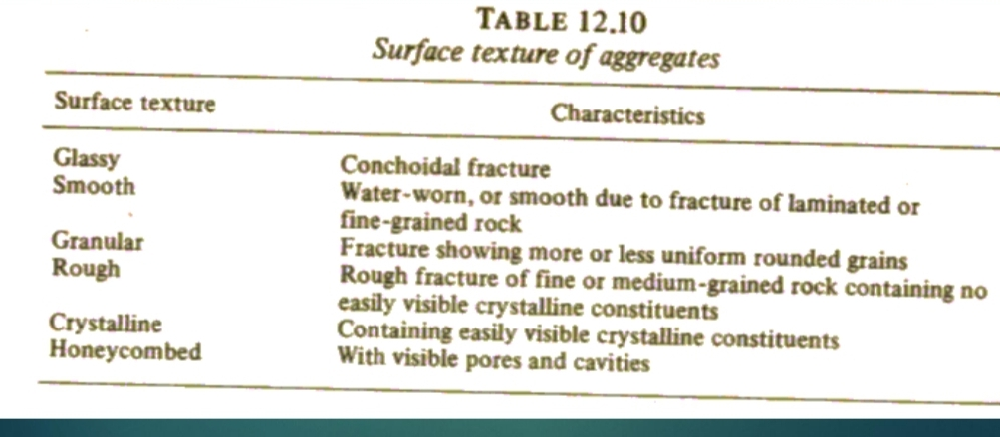 TABLE 12.10
Surface texture of aggregates
Surface texture Characteristics
Glassy Conchoidal fracture
Smooth Water-worn, or smooth due to fracture of laminated or
fine-grained rock
Granular Fracture showing more or less uniform rounded grains
Rough Rough fracture of fine or medium-grained rock containing no
easily visible crystalline constituents
Crystalline Containing easily visible crystalline constituents
Honeycombed With visible pores and cavities